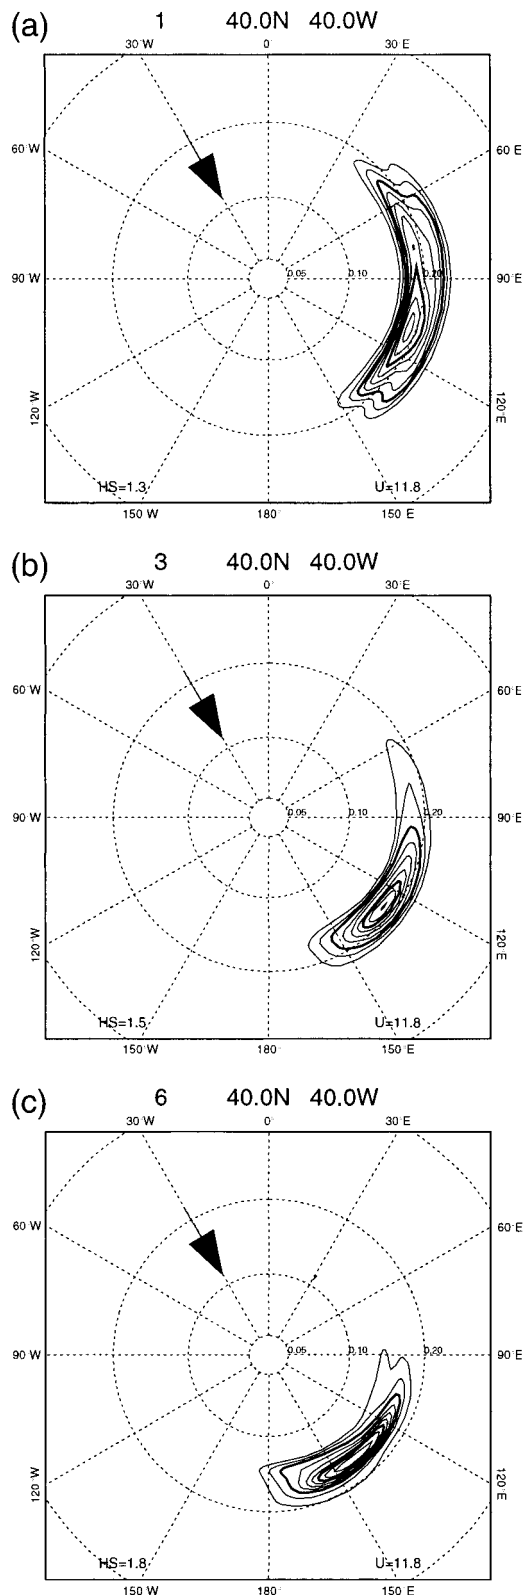 (a) 1 40.0N 40.0W
30°W 0 30°E
60°W 60°E
0.05 0.10 0.20
90°W 90°E
120°W 120°E
HS=1.3 U=11.8
150°W 180° 150°E
(b) 3 40.0N 40.0W
30°W 0° 30°E
60°W 60°E
0.05 0.10 0.20
90°W 90°E
120°W 120°E
HS=1.5 U=11.8
150°W 180° 150°E
(c) 6 40.0N 40.0W
30°W 0° 30°E
60°W 60°E
0.05 0.10 0.20
90°W 90°E
120°W 120°E
HS=1.8 U=11.8
150°W 180° 150°E